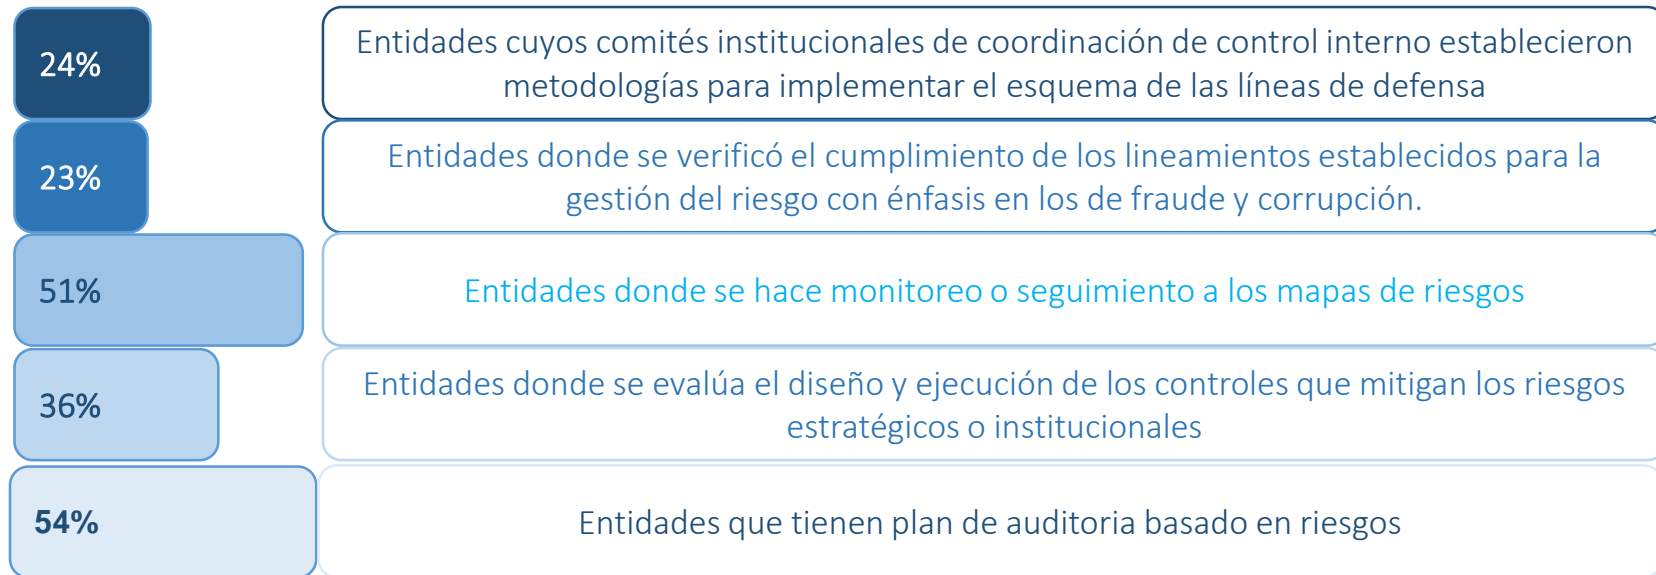 24%
Entidades cuyos comités institucionales de coordinación de control interno establecieron
metodologías para implementar el esquema de las líneas de defensa
23%
Entidades donde se verificó el cumplimiento de los lineamientos establecidos para la
gestión del riesgo con énfasis en los de fraude y corrupción.
51%
Entidades donde se hace monitoreo o seguimiento a los mapas de riesgos
36%
Entidades donde se evalúa el diseño y ejecución de los controles que mitigan los riesgos
estratégicos o institucionales
54%
Entidades que tienen plan de auditoria basado en riesgos